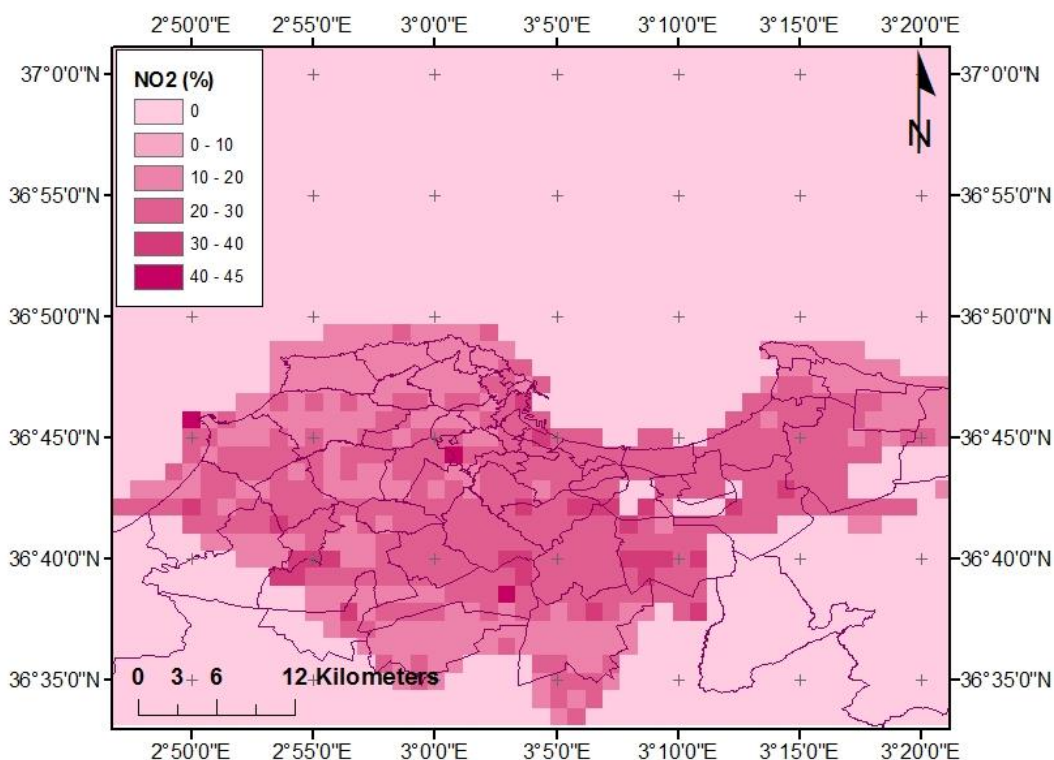 2°50'0"E 2°55'0"E 3°0'0"E 3°5'0"E 3°10'0"E 3°15'0"E 3°20'0"E
NO2 (%)
0
0 - 10
10 - 20
20 - 30
30 - 40
40 - 45
N
37°0'0"N 37°0'0"N
36°55'0"N 36°55'0"N
36°50'0"N 36°50'0"N
36°45'0"N 36°45'0"N
36°40'0"N 36°40'0"N
36°35'0"N 36°35'0"N
0 3 6 12 Kilometers
2°50'0"E 2°55'0"E 3°0'0"E 3°5'0"E 3°10'0"E 3°15'0"E 3°20'0"E